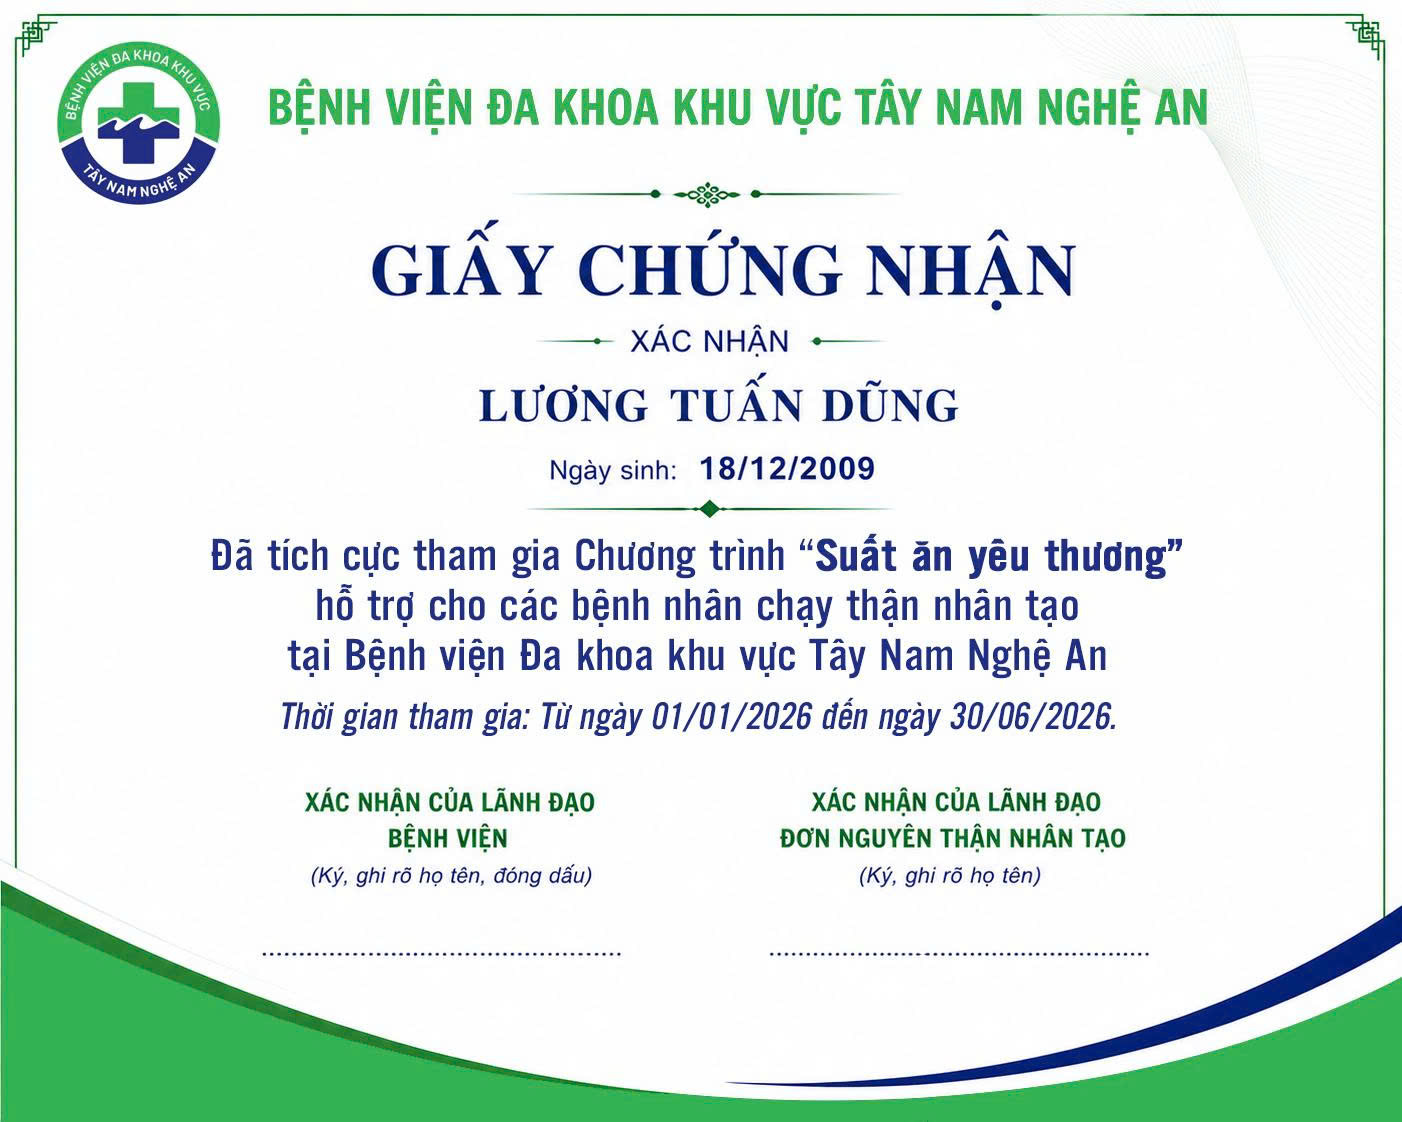 BỆNH VIỆN ĐA KHOA KHU VỰC
TÂY NAM NGHỆ AN
BỆNH VIỆN ĐA KHOA KHU VỰC TÂY NAM NGHỆ AN
GIẤY CHỨNG NHẬN
XÁC NHẬN
LƯƠNG TUẤN DŨNG
Ngày sinh: 18/12/2009
Đã tích cực tham gia Chương trình “Suất ăn yêu thương”
hỗ trợ cho các bệnh nhân chạy thận nhân tạo
tại Bệnh viện Đa khoa khu vực Tây Nam Nghệ An
Thời gian tham gia: Từ ngày 01/01/2026 đến ngày 30/06/2026.
XÁC NHẬN CỦA LÃNH ĐẠO
BỆNH VIỆN
(Ký, ghi rõ họ tên, đóng dấu)
XÁC NHẬN CỦA LÃNH ĐẠO
ĐƠN NGUYÊN THẬN NHÂN TẠO
(Ký, ghi rõ họ tên)